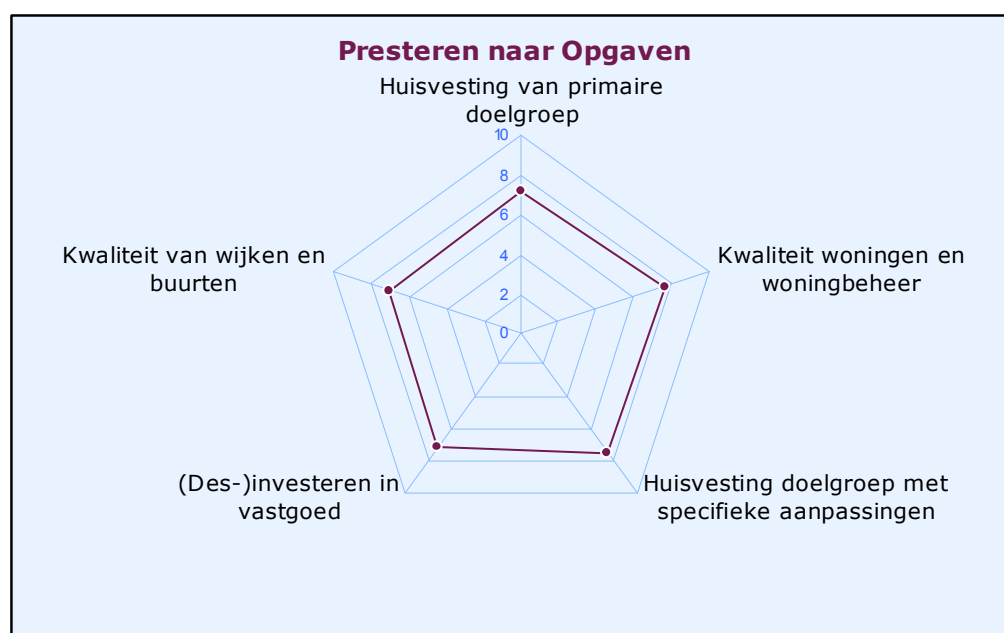 Presteren naar Opgaven
Huisvesting van primaire
doelgroep
10
8
6
4
2
0
Kwaliteit van wijken en
buurten
Kwaliteit woningen en
woningbeheer
(Des-)investeren in
vastgoed
Huisvesting doelgroep met
specifieke aanpassingen